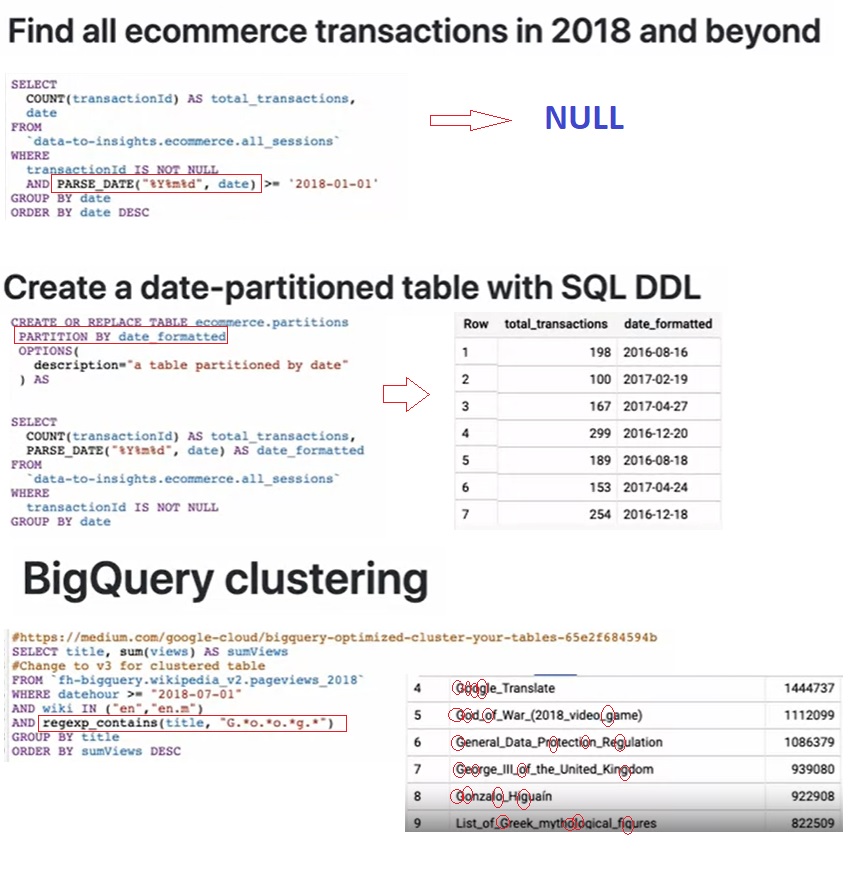 Find all ecommerce transactions in 2018 and beyond
SELECT
COUNT(transactionId) AS total_transactions,
date
FROM
`data-to-insights.ecommerce.all_sessions`
WHERE
transactionId IS NOT NULL
AND PARSE_DATE("%Y%m%d", date) >= '2018-01-01'
GROUP BY date
ORDER BY date DESC
NULL
Create a date-partitioned table with SQL DDL
CREATE OR REPLACE TABLE ecommerce.partitions
PARTITION BY date_formatted
OPTIONS(
description="a table partitioned by date"
) AS
SELECT
COUNT(transactionId) AS total_transactions,
PARSE_DATE("%Y%m%d", date) AS date_formatted
FROM
`data-to-insights.ecommerce.all_sessions`
WHERE
transactionId IS NOT NULL
GROUP BY date
Row total_transactions date_formatted
1 198 2016-08-16
2 100 2017-02-19
3 167 2017-04-27
4 299 2016-12-20
5 189 2016-08-18
6 153 2017-04-24
7 254 2016-12-18
BigQuery clustering
#https://medium.com/google-cloud/bigquery-optimized-cluster-your-tables-65e2f684594b
SELECT title, sum(views) AS sumViews
#Change to v3 for clustered table
FROM `fh-bigquery.wikipedia_v2.pageviews_2018`
WHERE datehour >= "2018-07-01"
AND wiki IN ("en","en.m")
AND regexp_contains(title, "G.*o.*o.*g.*")
GROUP BY title
ORDER BY sumViews DESC
4 Google_Translate 1444737
5 God_of_War_(2018_video_game) 1112099
6 General_Data_Protection_Regulation 1086379
7 George_III_of_the_United_Kingdom 939080
8 Gonzalo_Higuaín 922908
9 List_of_Greek_mythological_figures 822509